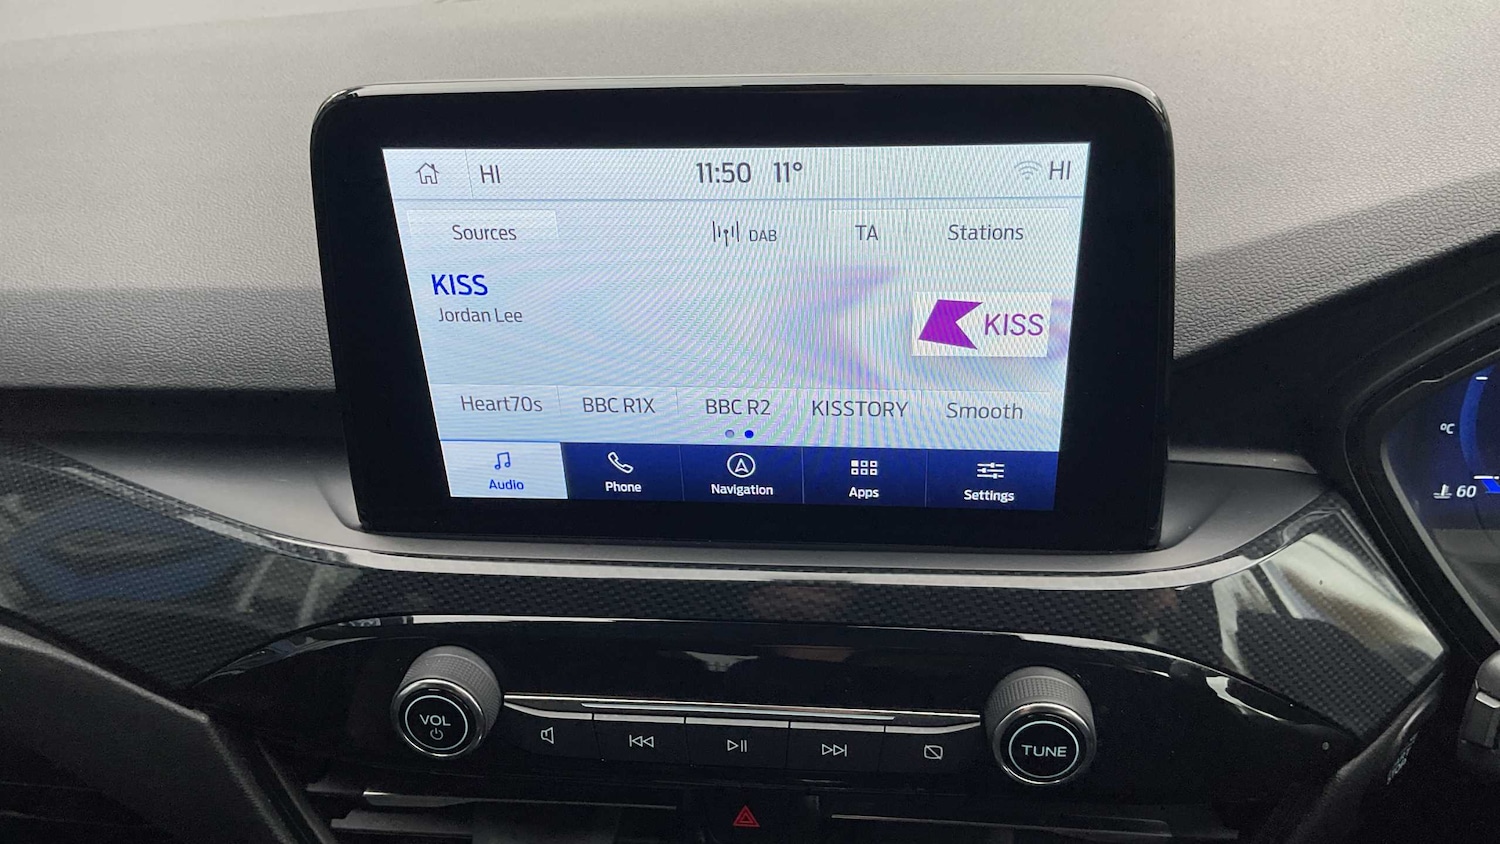 HI 11:50 11° HI
Sources DAB TA Stations
KISS
Jordan Lee
KISS
Heart70s BBC R1X BBC R2 KISSTORY Smooth
Audio Phone Navigation Apps Settings
°C
60
VOL
TUNE